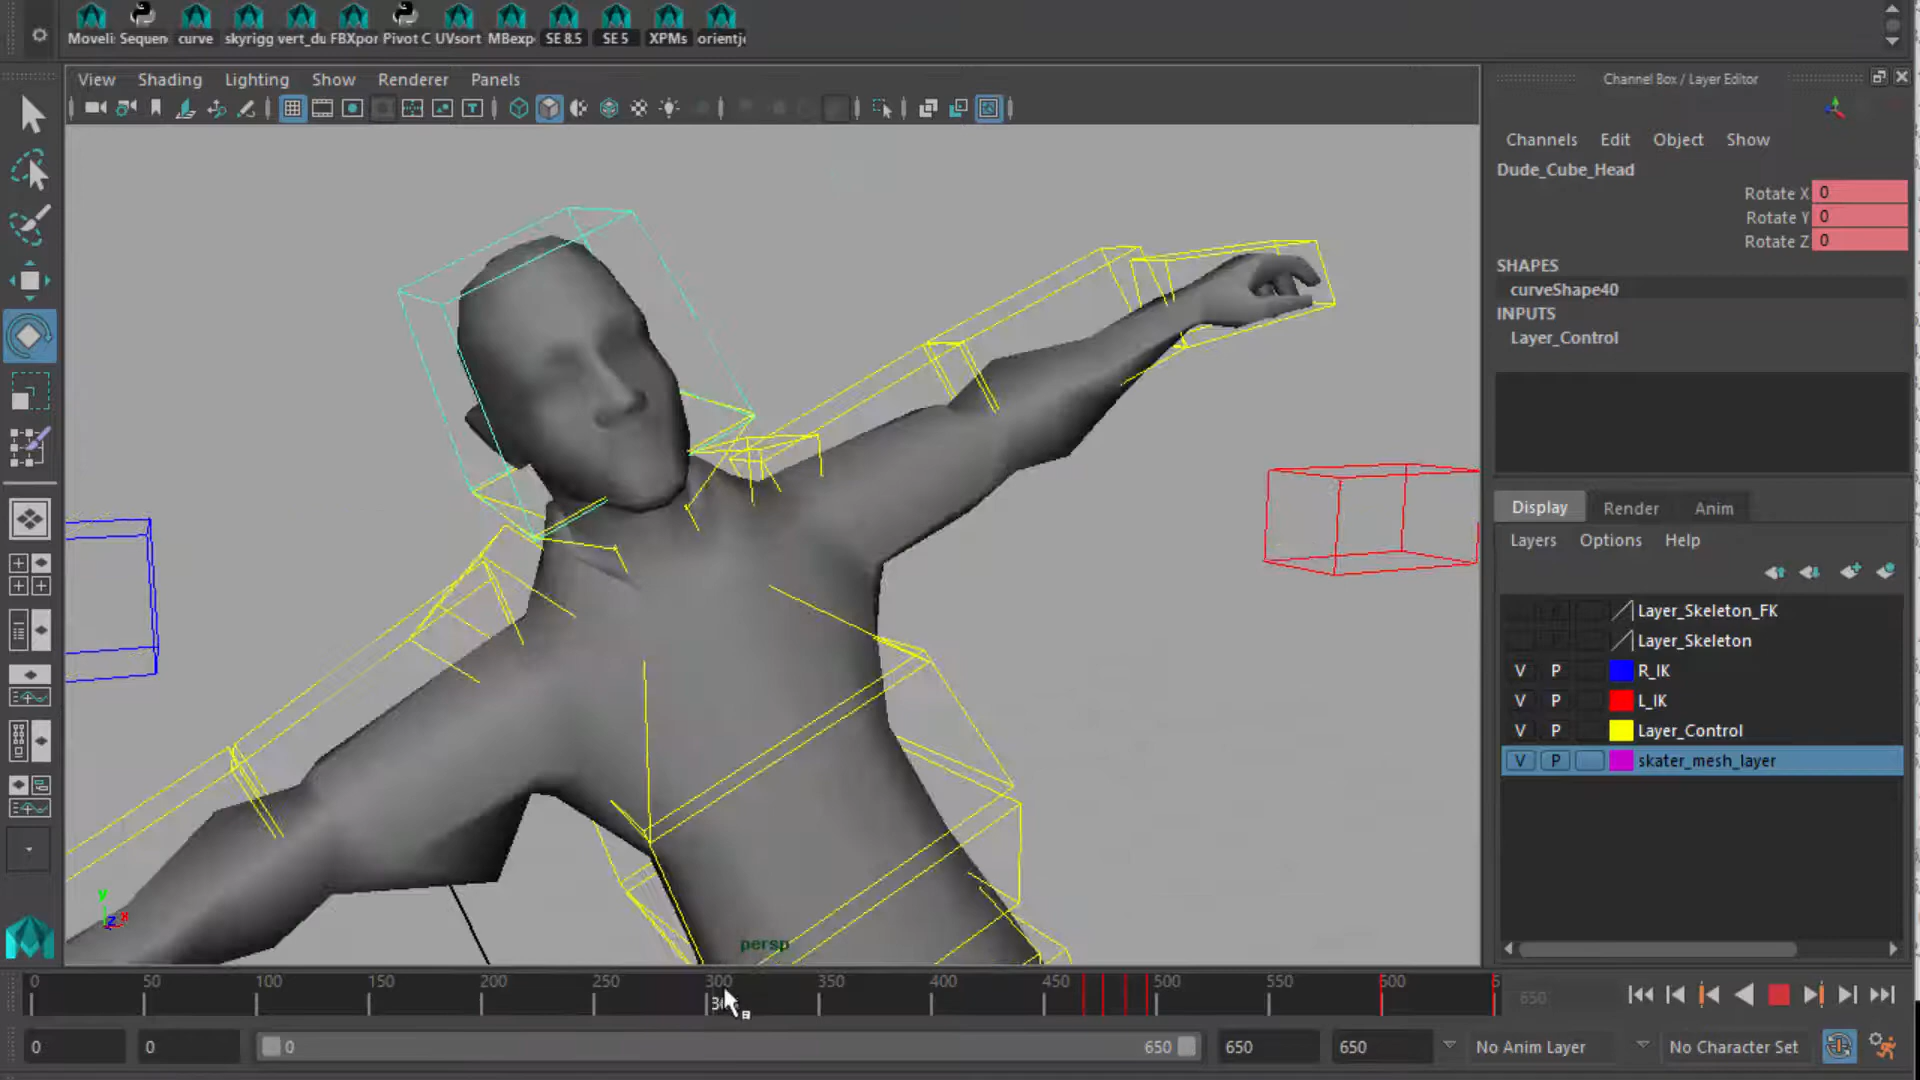 Moveli Sequen curve skyrigg vert_du FBXpor Pivot C UVsort MBexp SE 8.5 SE 5 XPMs orientj
View Shading Lighting Show Renderer Panels
Channel Box / Layer Editor
Channels Edit Object Show
Dude_Cube_Head
Rotate X 0
Rotate Y 0
Rotate Z 0
SHAPES
curveShape40
INPUTS
Layer_Control
Display Render Anim
Layers Options Help
Layer_Skeleton_FK
Layer_Skeleton
V P R_IK
V P L_IK
V P Layer_Control
V P skater_mesh_layer
y
z x
persp
0 50 100 150 200 250 300 350 400 450 500 550 600
650
0 0 0 650 650 650 No Anim Layer No Character Set